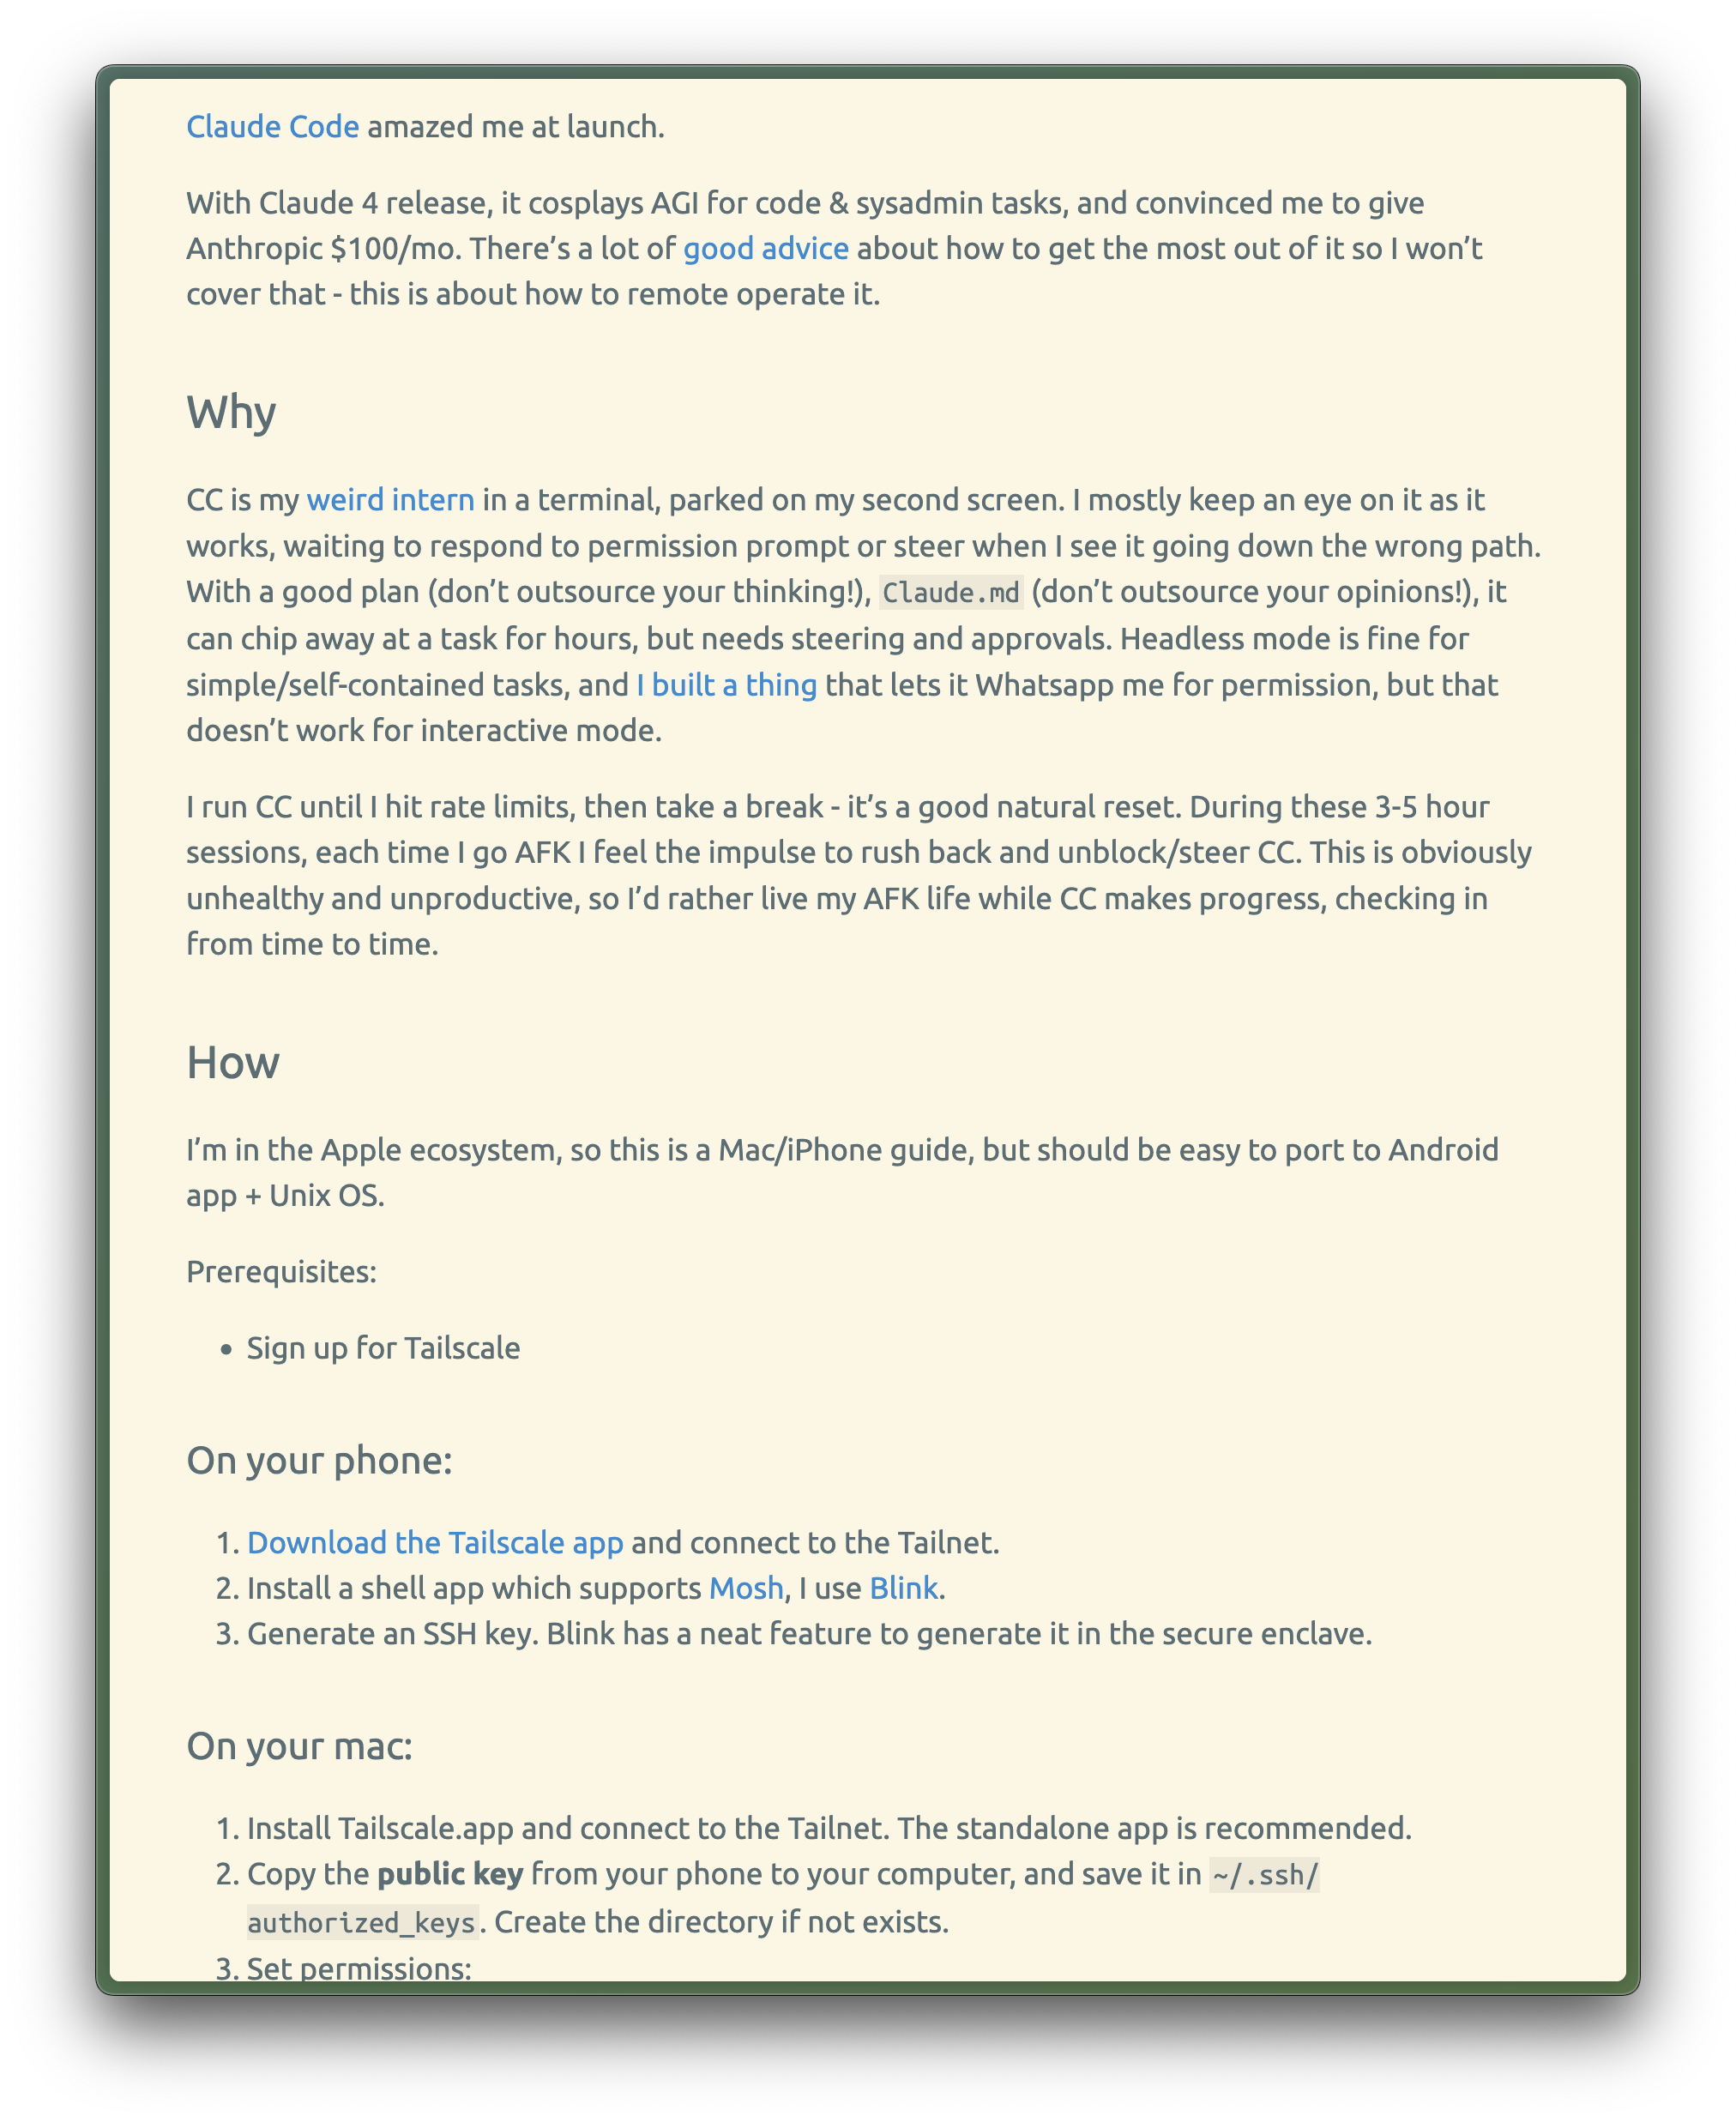 Claude Code amazed me at launch.
With Claude 4 release, it cosplays AGI for code & sysadmin tasks, and convinced me to give
Anthropic $100/mo. There’s a lot of good advice about how to get the most out of it so I won’t
cover that - this is about how to remote operate it.
Why
CC is my weird intern in a terminal, parked on my second screen. I mostly keep an eye on it as it
works, waiting to respond to permission prompt or steer when I see it going down the wrong path.
With a good plan (don’t outsource your thinking!), Claude.md (don’t outsource your opinions!), it
can chip away at a task for hours, but needs steering and approvals. Headless mode is fine for
simple/self-contained tasks, and I built a thing that lets it Whatsapp me for permission, but that
doesn’t work for interactive mode.
I run CC until I hit rate limits, then take a break - it’s a good natural reset. During these 3-5 hour
sessions, each time I go AFK I feel the impulse to rush back and unblock/steer CC. This is obviously
unhealthy and unproductive, so I’d rather live my AFK life while CC makes progress, checking in
from time to time.
How
I’m in the Apple ecosystem, so this is a Mac/iPhone guide, but should be easy to port to Android
app + Unix OS.
Prerequisites:
• Sign up for Tailscale
On your phone:
1. Download the Tailscale app and connect to the Tailnet.
2. Install a shell app which supports Mosh, I use Blink.
3. Generate an SSH key. Blink has a neat feature to generate it in the secure enclave.
On your mac:
1. Install Tailscale.app and connect to the Tailnet. The standalone app is recommended.
2. Copy the public key from your phone to your computer, and save it in ~/.ssh/
authorized_keys. Create the directory if not exists.
3. Set permissions: